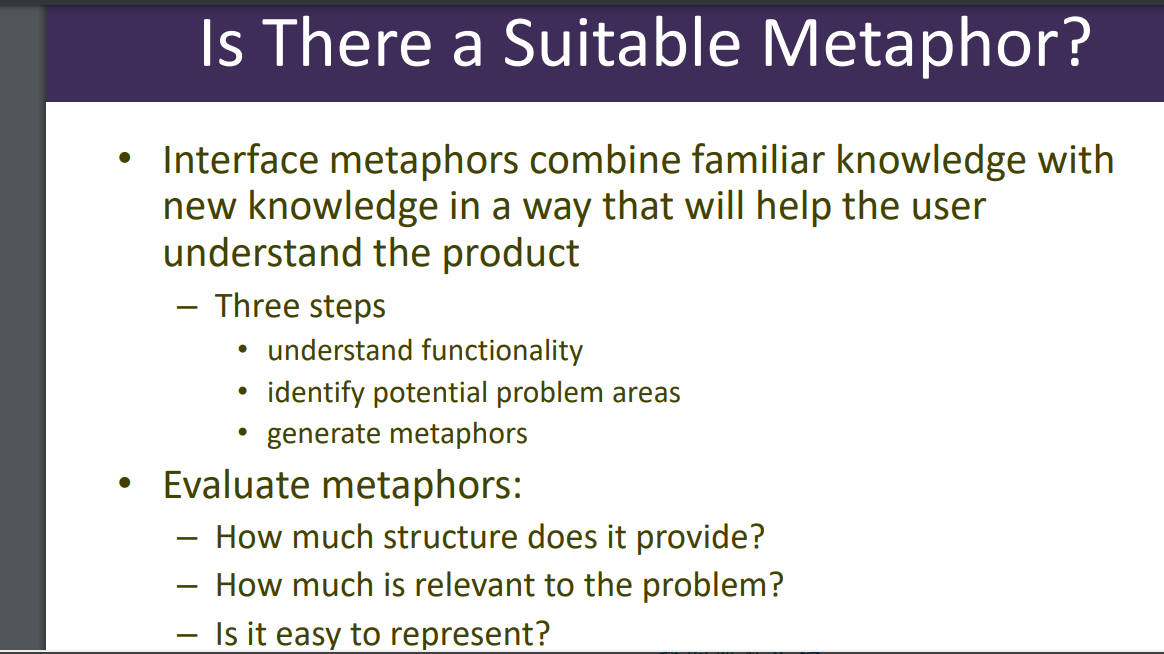 Is There a Suitable Metaphor?
• Interface metaphors combine familiar knowledge with
new knowledge in a way that will help the user
understand the product
– Three steps
• understand functionality
• identify potential problem areas
• generate metaphors
• Evaluate metaphors:
– How much structure does it provide?
– How much is relevant to the problem?
– Is it easy to represent?